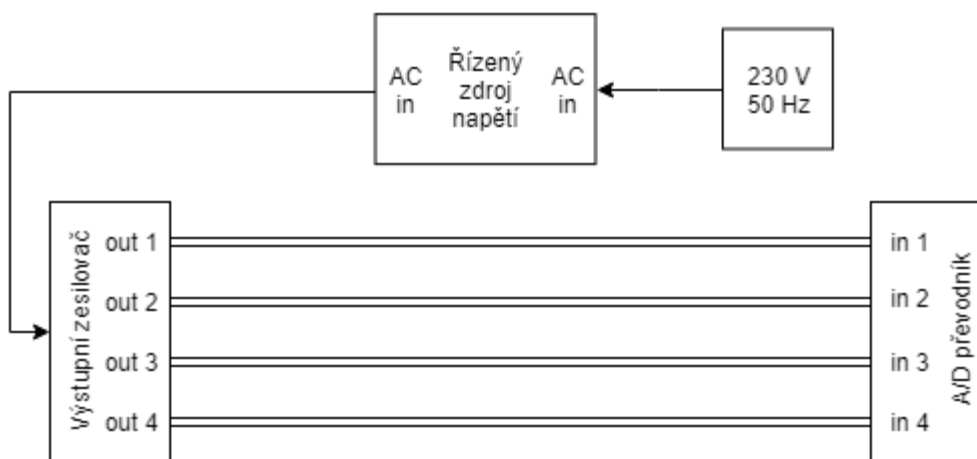 AC
in
Řízený
zdroj
napětí
AC
in
230 V
50 Hz
Výstupní zesilovač
out 1
out 2
out 3
out 4
in 1
in 2
in 3
in 4
A/D převodník